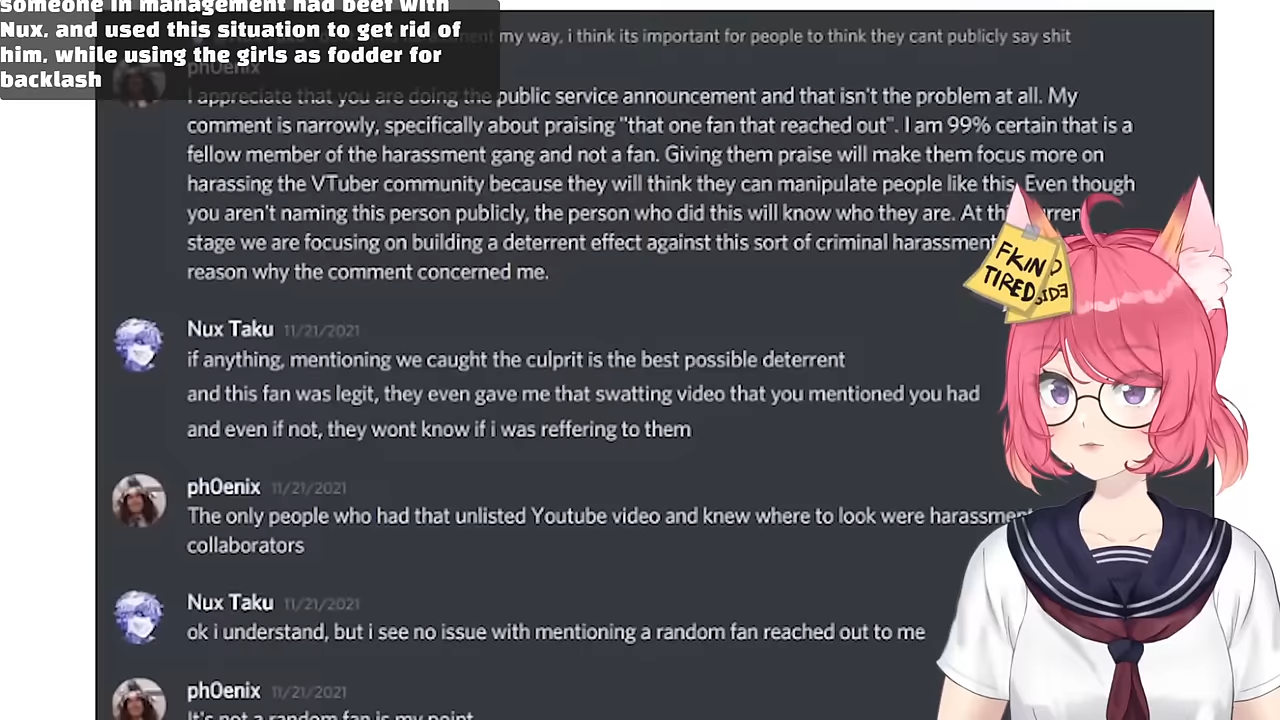 someone in management had beef with
Nux, and used this situation to get rid of
him, while using the girls as fodder for
backlash
my way, i think its important for people to think they cant publicly say shit
ph0enix
I appreciate that you are doing the public service announcement and that isn't the problem at all. My
comment is narrowly, specifically about praising "that one fan that reached out". I am 99% certain that is a
fellow member of the harassment gang and not a fan. Giving them praise will make them focus more on
harassing the VTuber community because they will think they can manipulate people like this. Even though
you aren't naming this person publicly, the person who did this will know who they are. At
stage we are focusing on building a deterrent effect against this sort of criminal harassment
reason why the comment concerned me.
FKIN
TIRED
Nux Taku 11/21/2021
if anything, mentioning we caught the culprit is the best possible deterrent
and this fan was legit, they even gave me that swatting video that you mentioned you had
and even if not, they wont know if i was reffering to them
ph0enix 11/21/2021
The only people who had that unlisted Youtube video and knew where to look were harassment
collaborators
Nux Taku 11/21/2021
ok i understand, but i see no issue with mentioning a random fan reached out to me
ph0enix 11/21/2021
It's not a random fan is my point